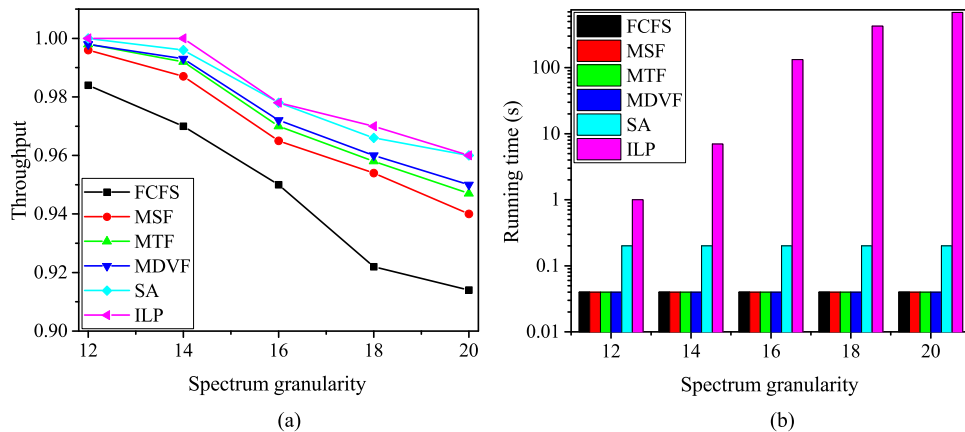 Throughput
1.00
0.98
0.96
0.94
0.92
0.90
FCFS
MSF
MTF
MDVF
SA
ILP
12 14 16 18 20
Spectrum granularity
(a)
Running time (s)
100
10
1
0.1
0.01
FCFS
MSF
MTF
MDVF
SA
ILP
12 14 16 18 20
Spectrum granularity
(b)